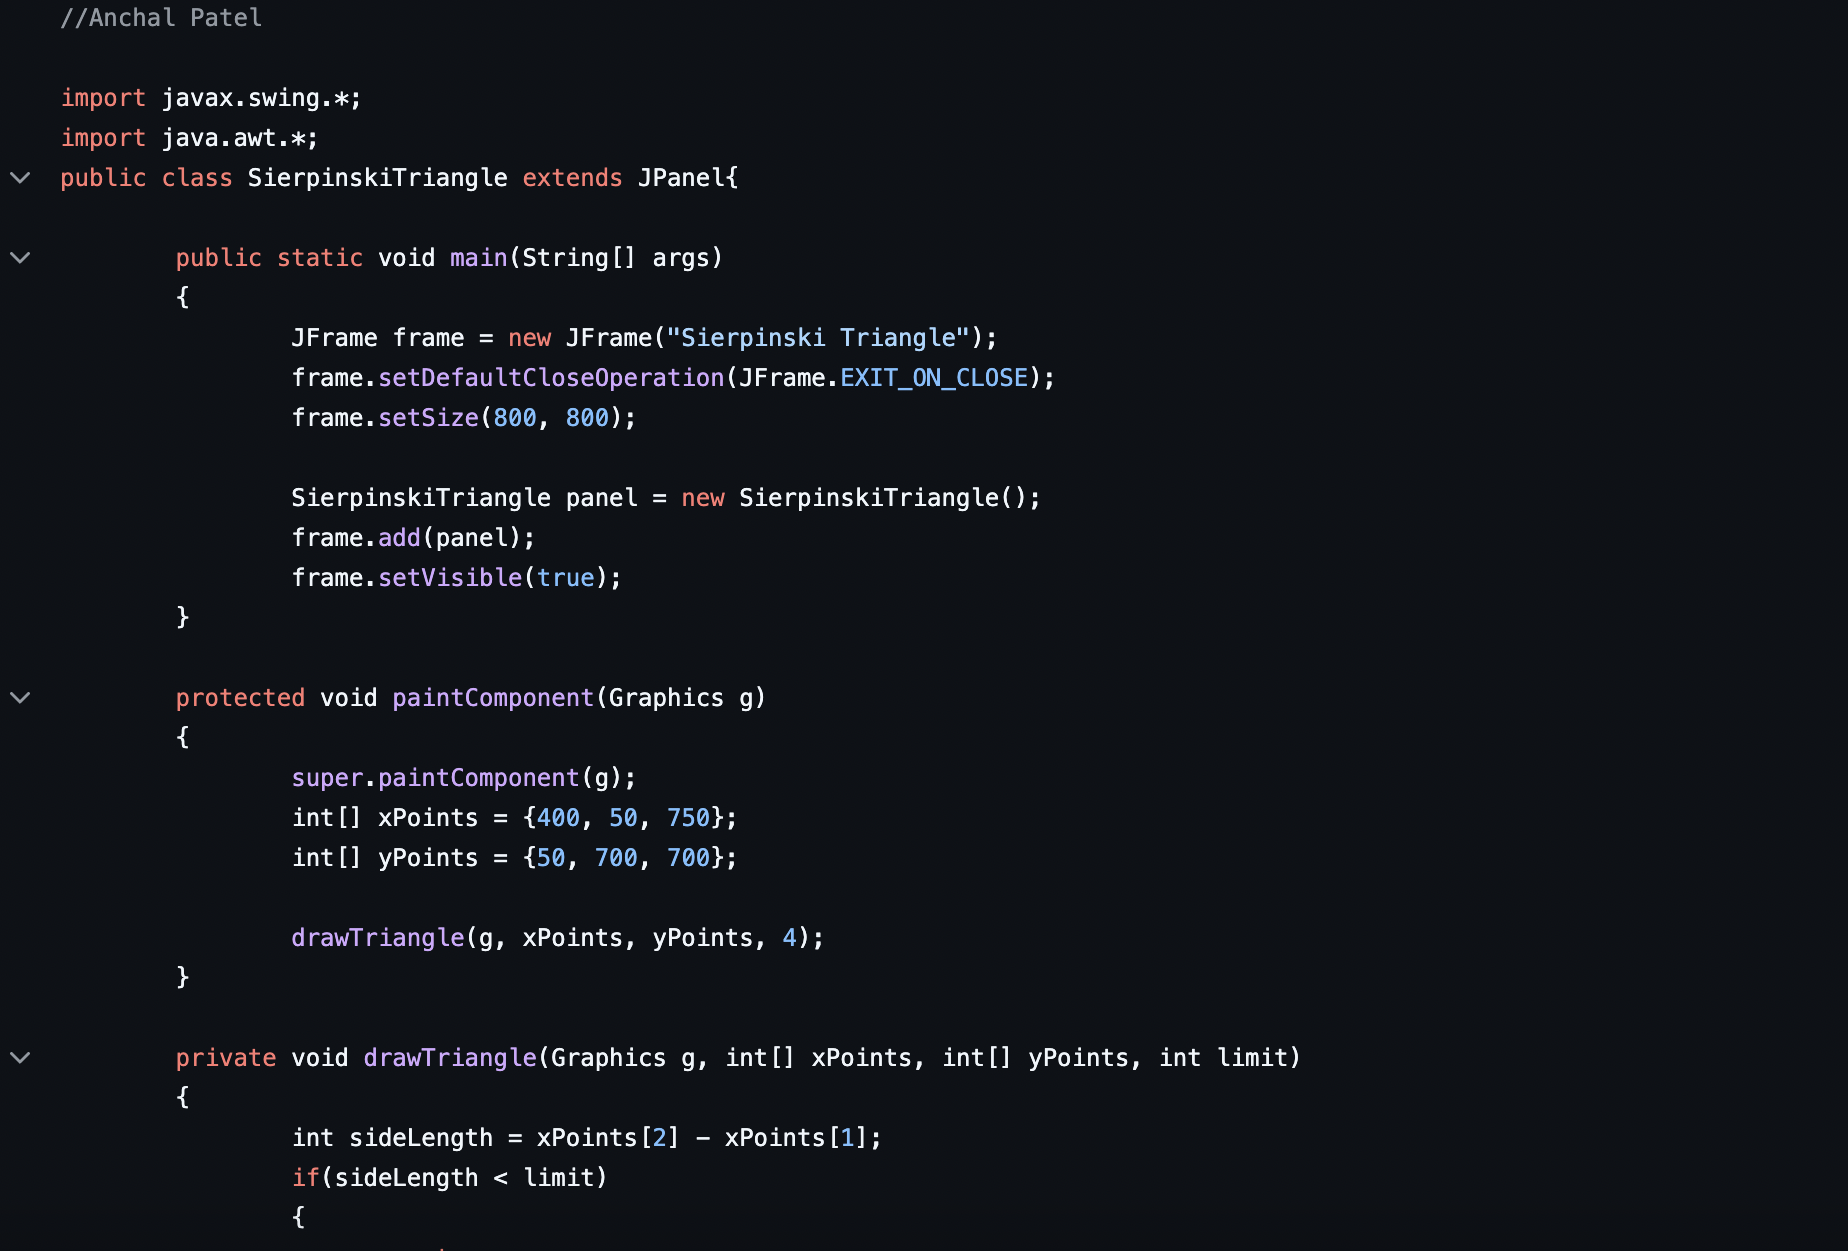 //Anchal Patel
import javax.swing.*;
import java.awt.*;
public class SierpinskiTriangle extends JPanel{
public static void main(String[] args)
{
JFrame frame = new JFrame("Sierpinski Triangle");
frame.setDefaultCloseOperation(JFrame.EXIT_ON_CLOSE);
frame.setSize(800, 800);
SierpinskiTriangle panel = new SierpinskiTriangle();
frame.add(panel);
frame.setVisible(true);
}
protected void paintComponent(Graphics g)
{
super.paintComponent(g);
int[] xPoints = {400, 50, 750};
int[] yPoints = {50, 700, 700};
drawTriangle(g, xPoints, yPoints, 4);
}
private void drawTriangle(Graphics g, int[] xPoints, int[] yPoints, int limit)
{
int sideLength = xPoints[2] - xPoints[1];
if(sideLength < limit)
{